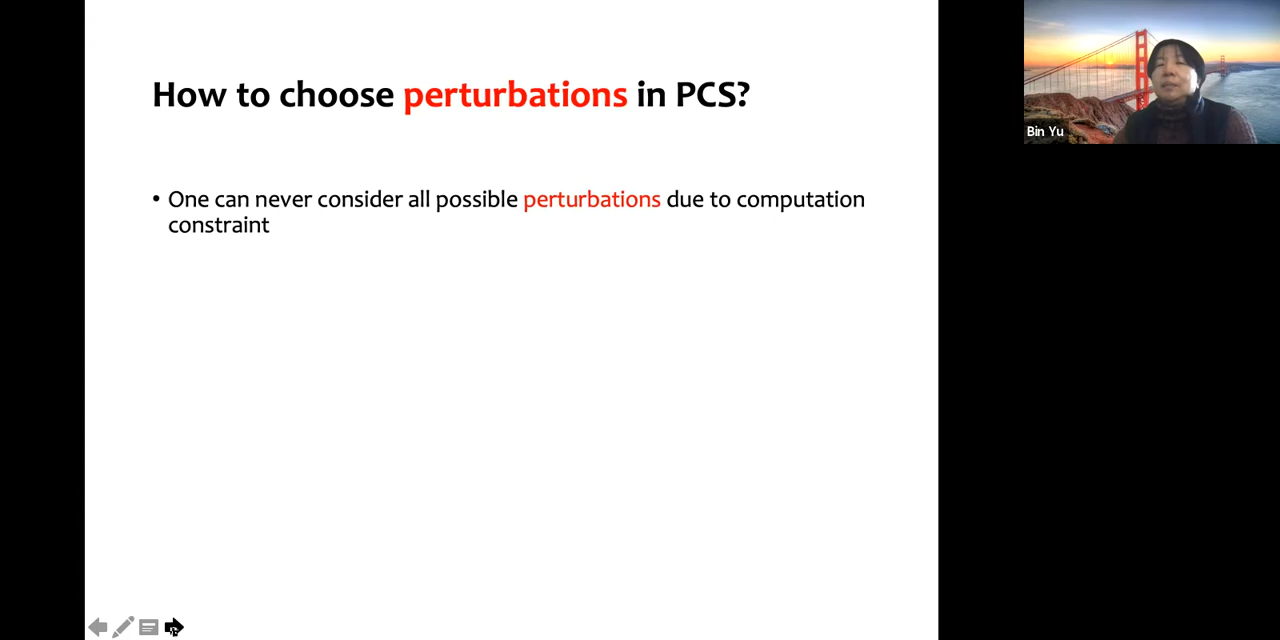 How to choose perturbations in PCS?
• One can never consider all possible perturbations due to computation
constraint
Bin Yu